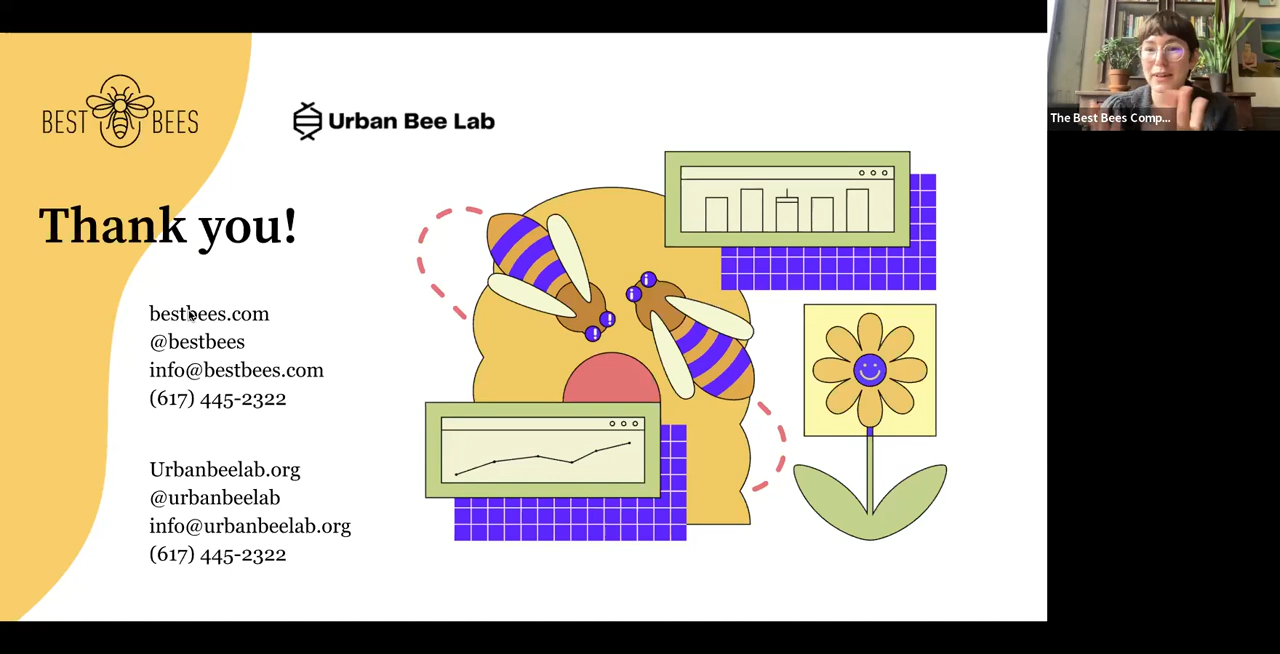 BEST BEES
Urban Bee Lab
Thank you!
bestbees.com
@bestbees
info@bestbees.com
(617) 445-2322
Urbanbeelab.org
@urbanbeelab
info@urbanbeelab.org
(617) 445-2322
The Best Bees Comp...